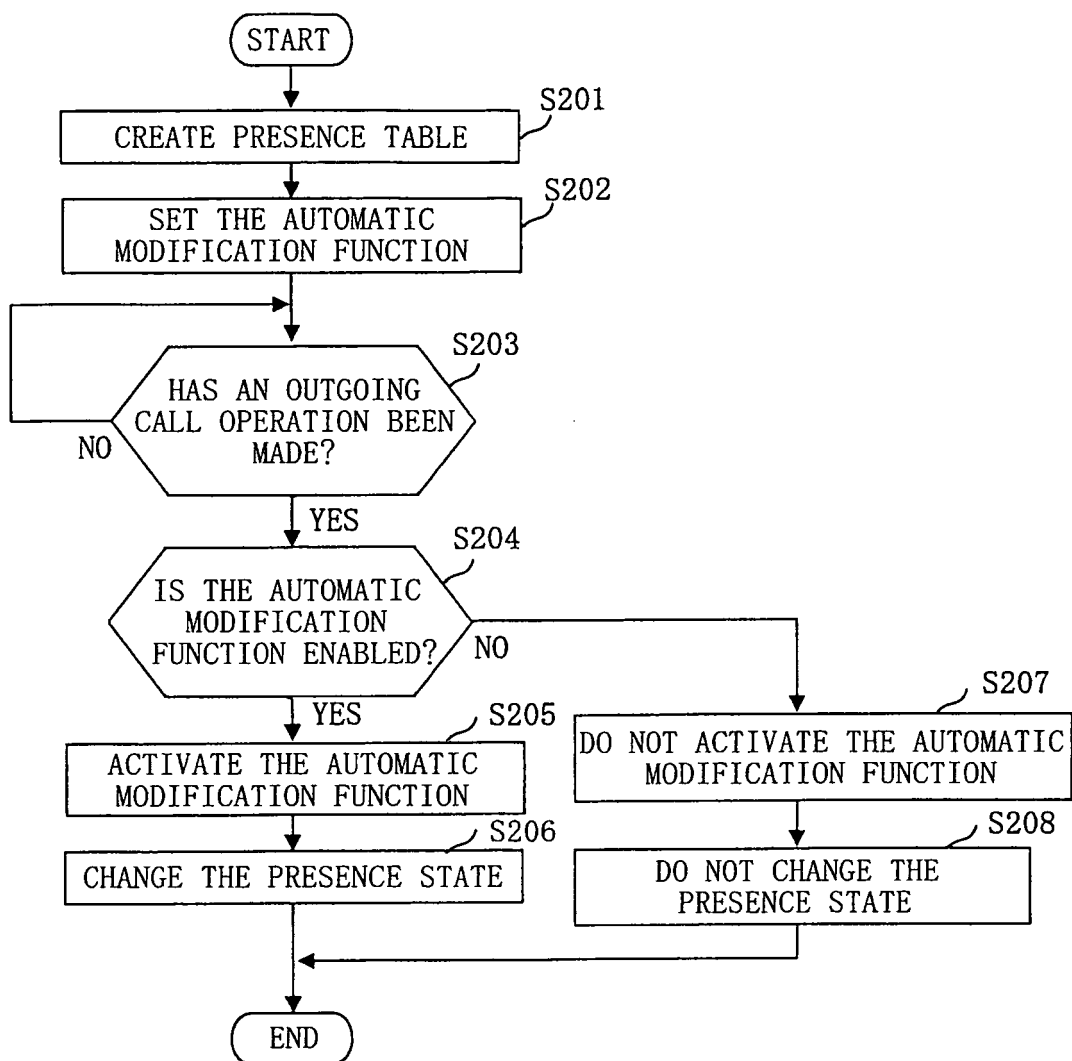 START
S201
CREATE PRESENCE TABLE
S202
SET THE AUTOMATIC
MODIFICATION FUNCTION
S203
HAS AN OUTGOING
CALL OPERATION BEEN
MADE?
NO
YES
S204
IS THE AUTOMATIC
MODIFICATION
FUNCTION ENABLED?
NO
YES
S205
ACTIVATE THE AUTOMATIC
MODIFICATION FUNCTION
S206
CHANGE THE PRESENCE STATE
S207
DO NOT ACTIVATE THE AUTOMATIC
MODIFICATION FUNCTION
S208
DO NOT CHANGE THE
PRESENCE STATE
END